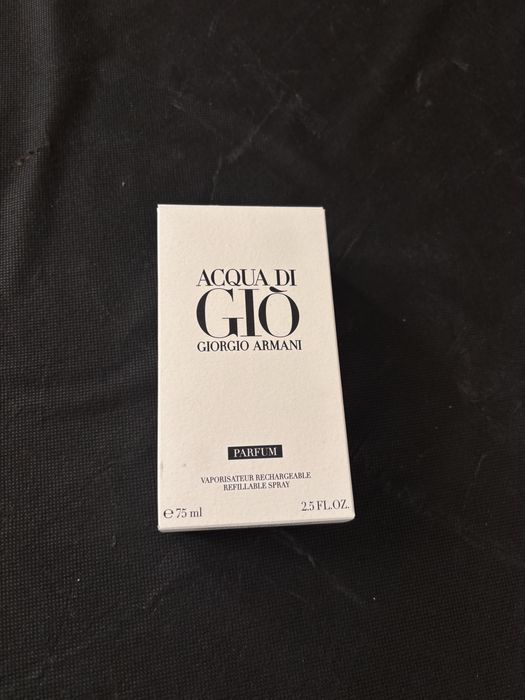 ACQUA DI
GIÒ
GIORGIO ARMANI
PARFUM
VAPORISATEUR RECHARGEABLE
REFILLABLE SPRAY
℮ 75 ml
2.5 FL.OZ.